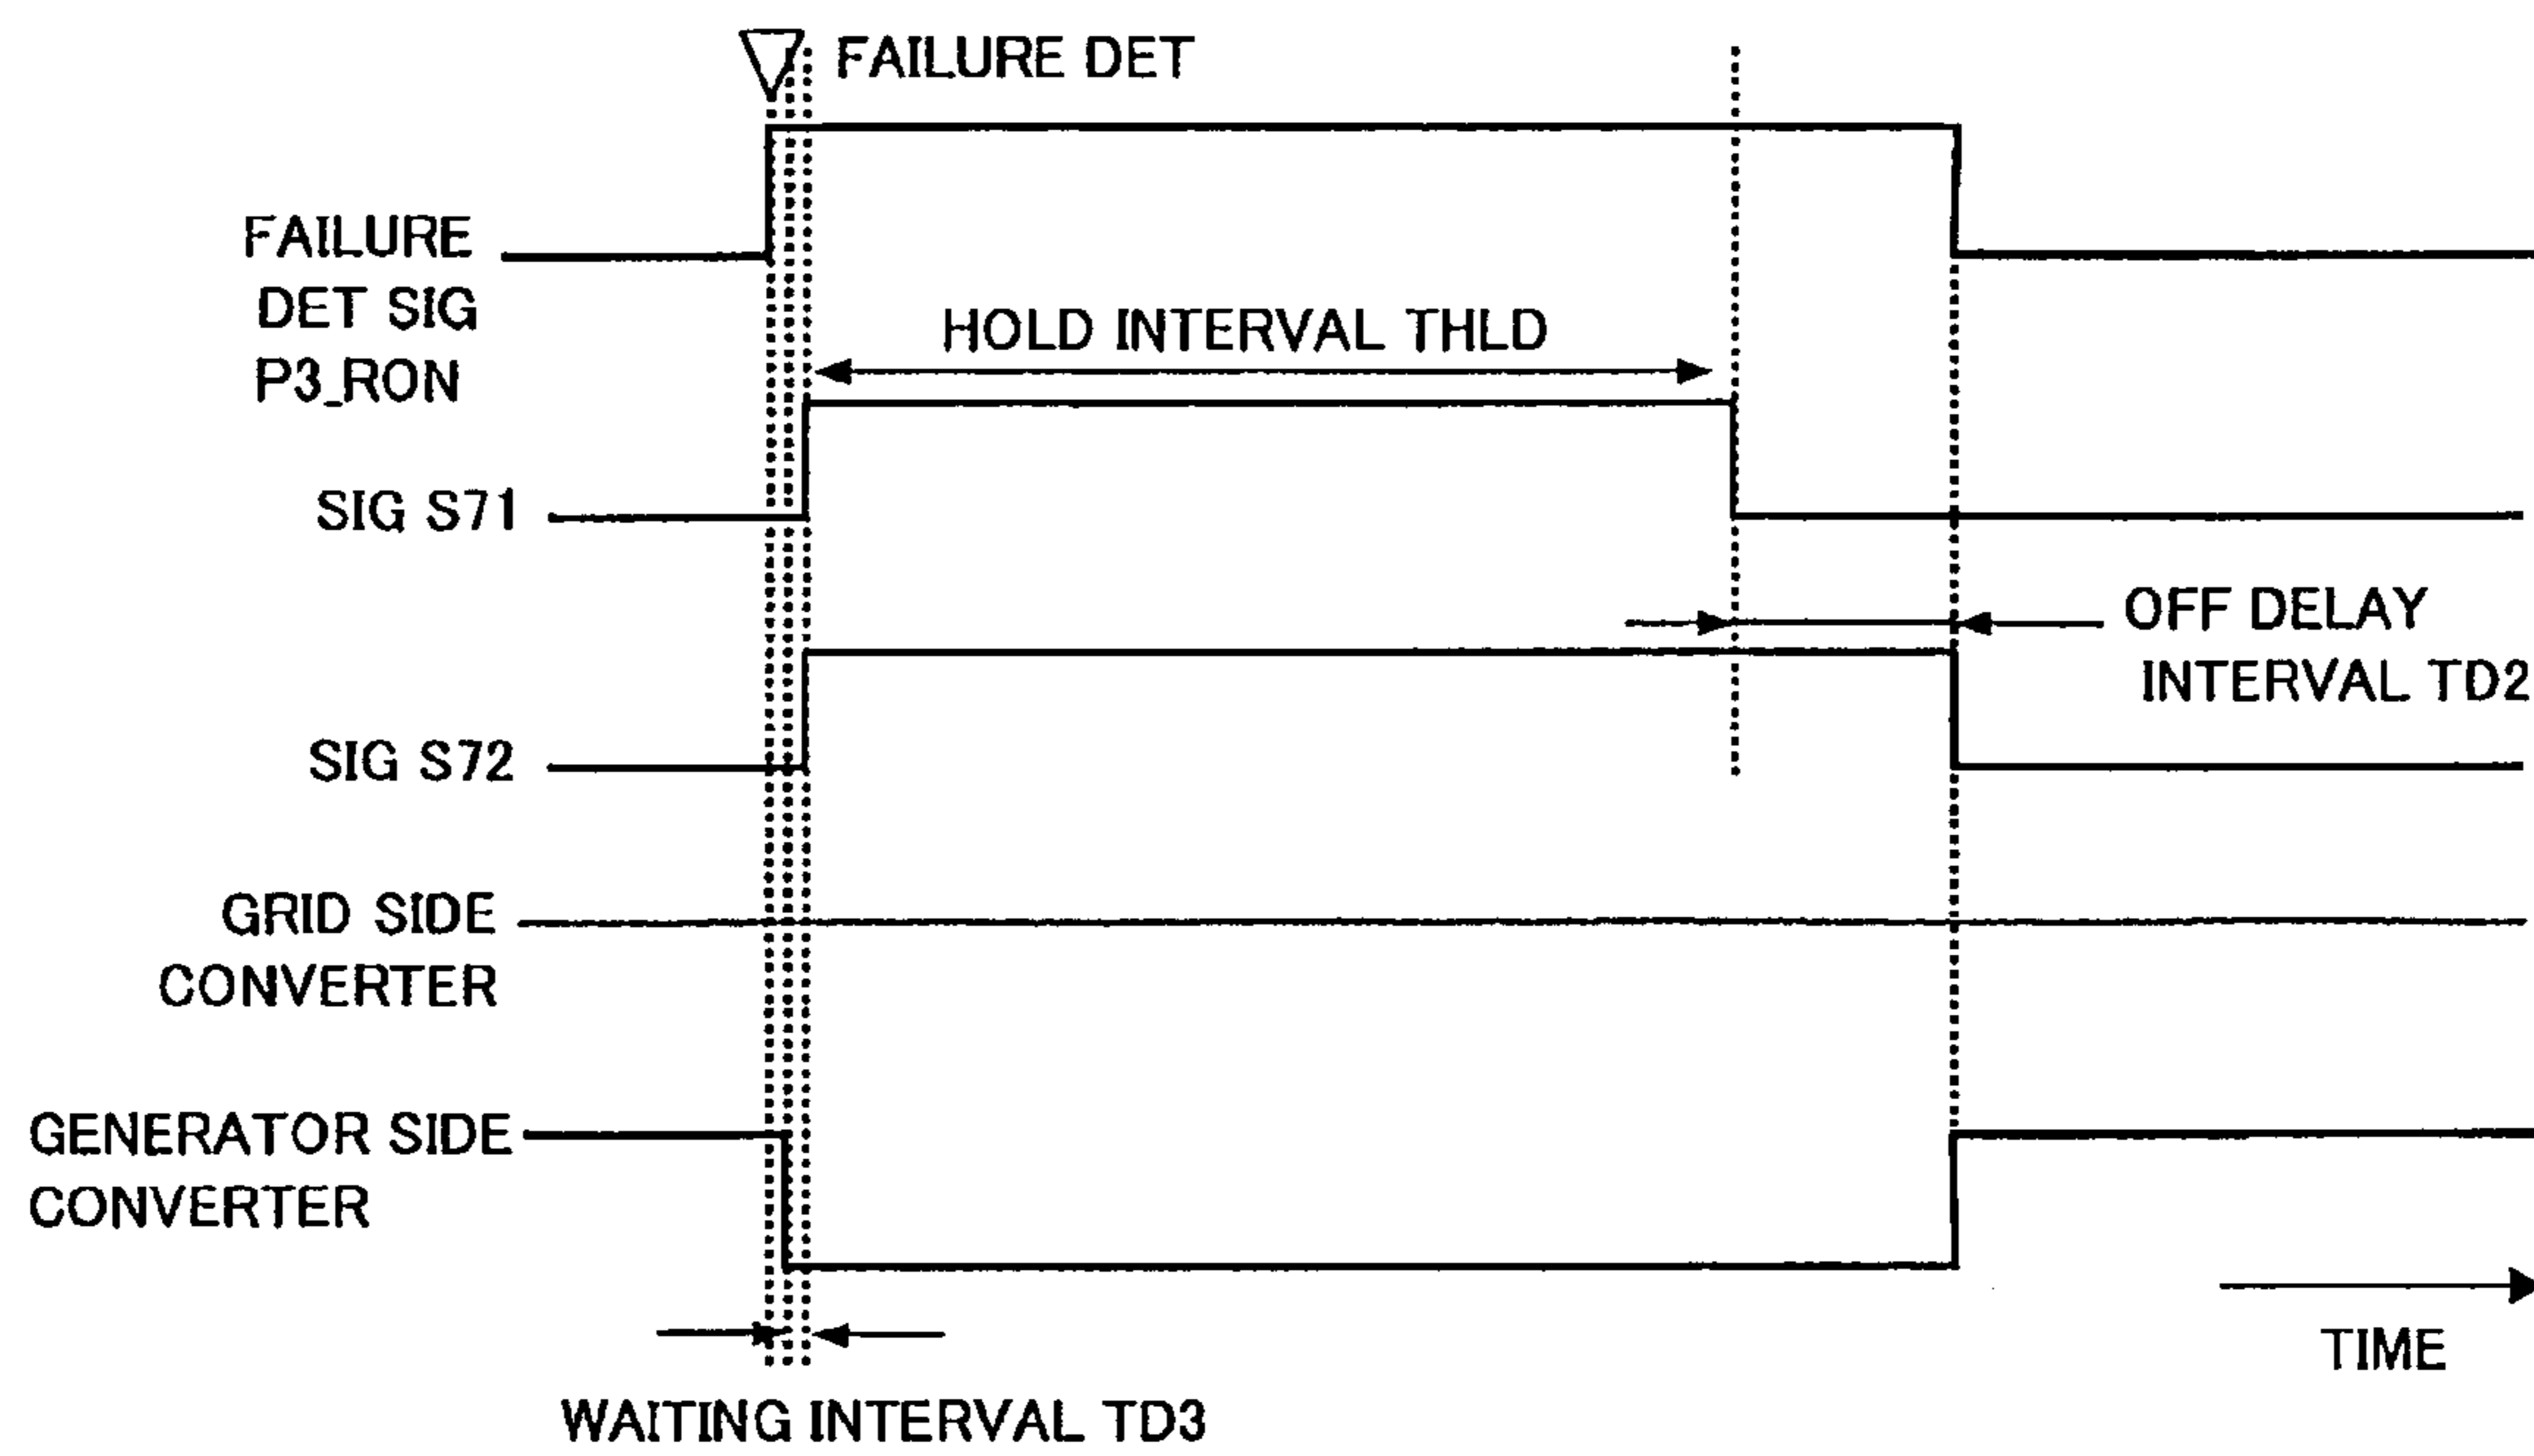 FAILURE DET
FAILURE
DET SIG
P3_RON
HOLD INTERVAL THLD
SIG S71
OFF DELAY
INTERVAL TD2
SIG S72
GRID SIDE
CONVERTER
GENERATOR SIDE
CONVERTER
TIME
WAITING INTERVAL TD3